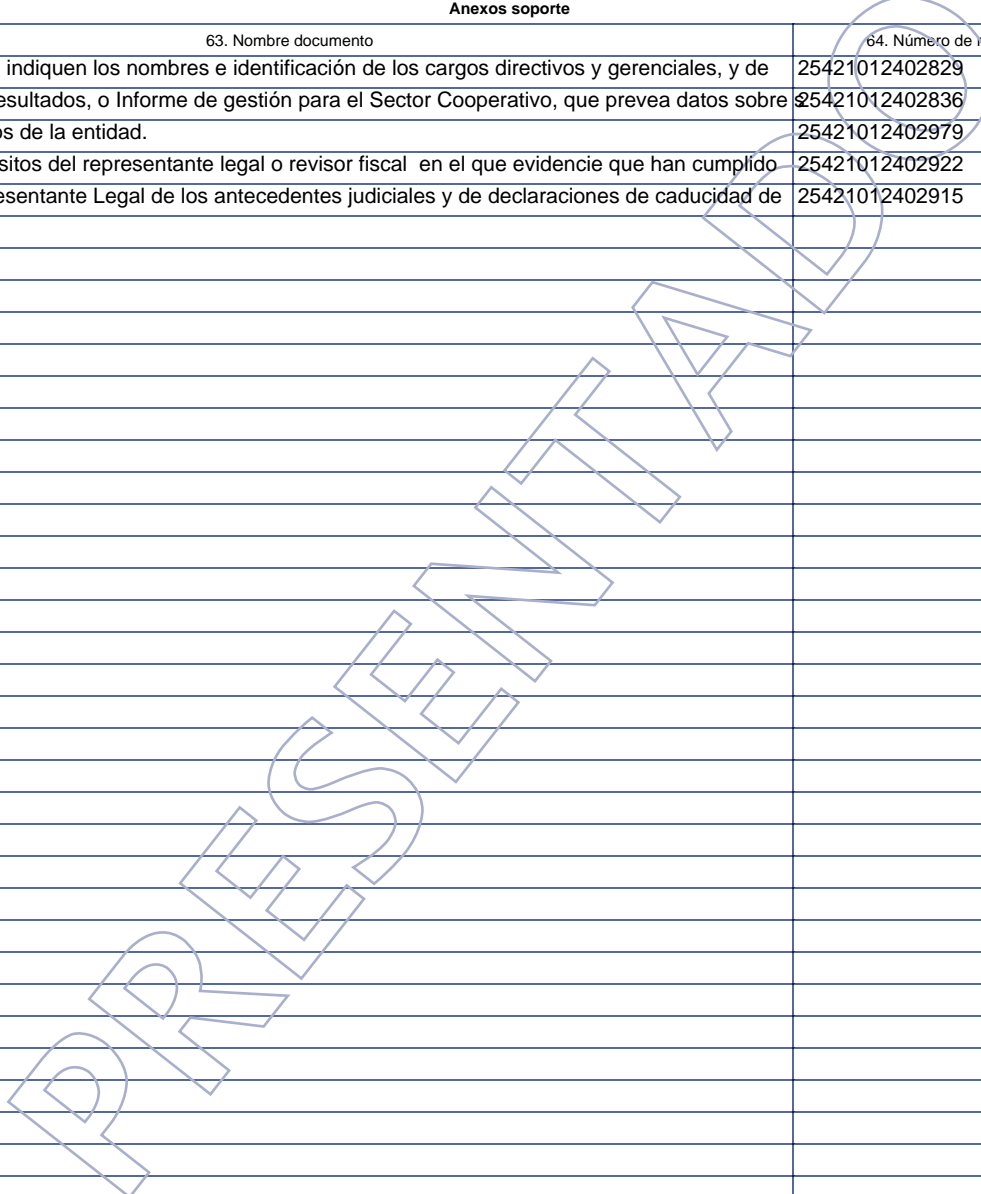 Anexos soporte
63. Nombre documento 64. Número de
indiquen los nombres e identificación de los cargos directivos y gerenciales, y de 25421012402829
esultados, o Informe de gestión para el Sector Cooperativo, que prevea datos sobre s 25421012402836
os de la entidad. 25421012402979
sitos del representante legal o revisor fiscal en el que evidencie que han cumplido 25421012402922
esentante Legal de los antecedentes judiciales y de declaraciones de caducidad de 25421012402915
PRESENTADO